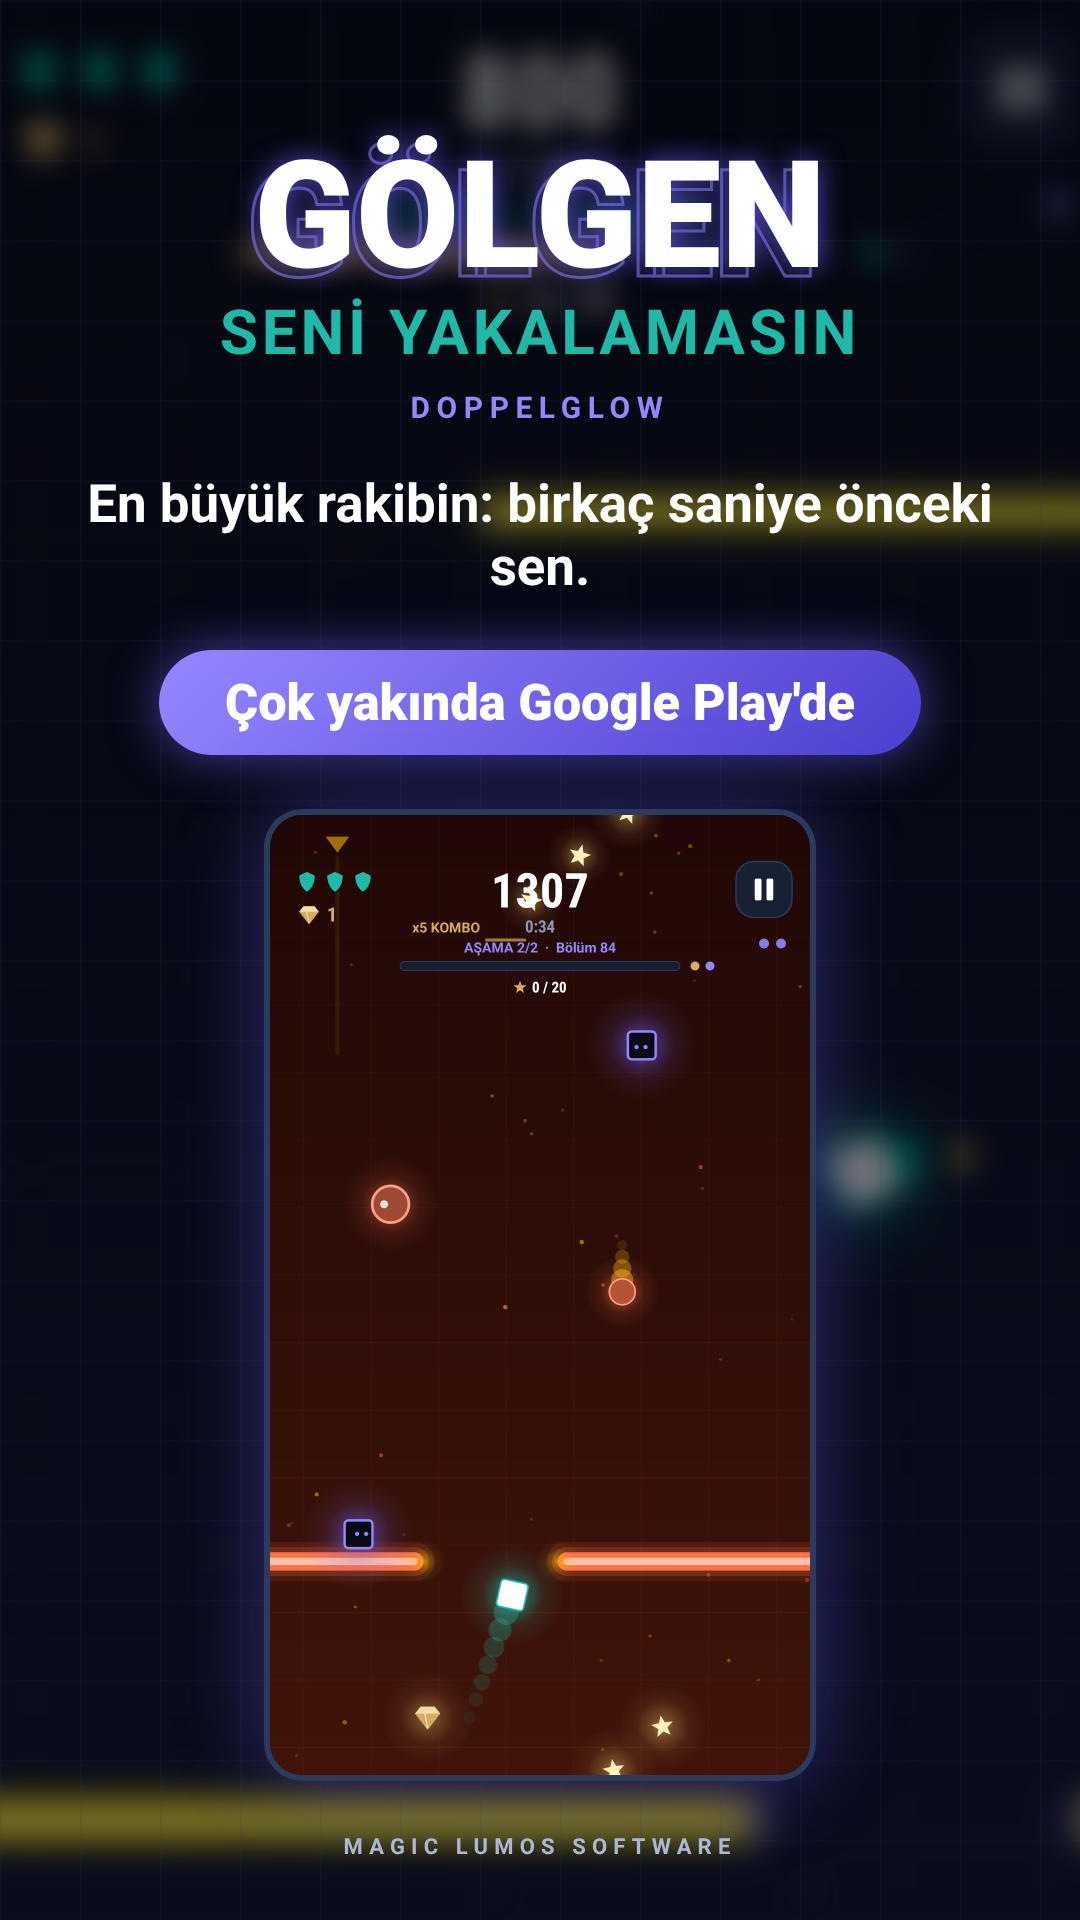 GÖLGEN
SENİ YAKALAMASIN
DOPPELGLOW
En büyük rakibin: birkaç saniye önceki
sen.
Çok yakında Google Play'de
1307
1
x5 KOMBO 0:34
AŞAMA 2/2 · Bölüm 84
0 / 20
MAGIC LUMOS SOFTWARE